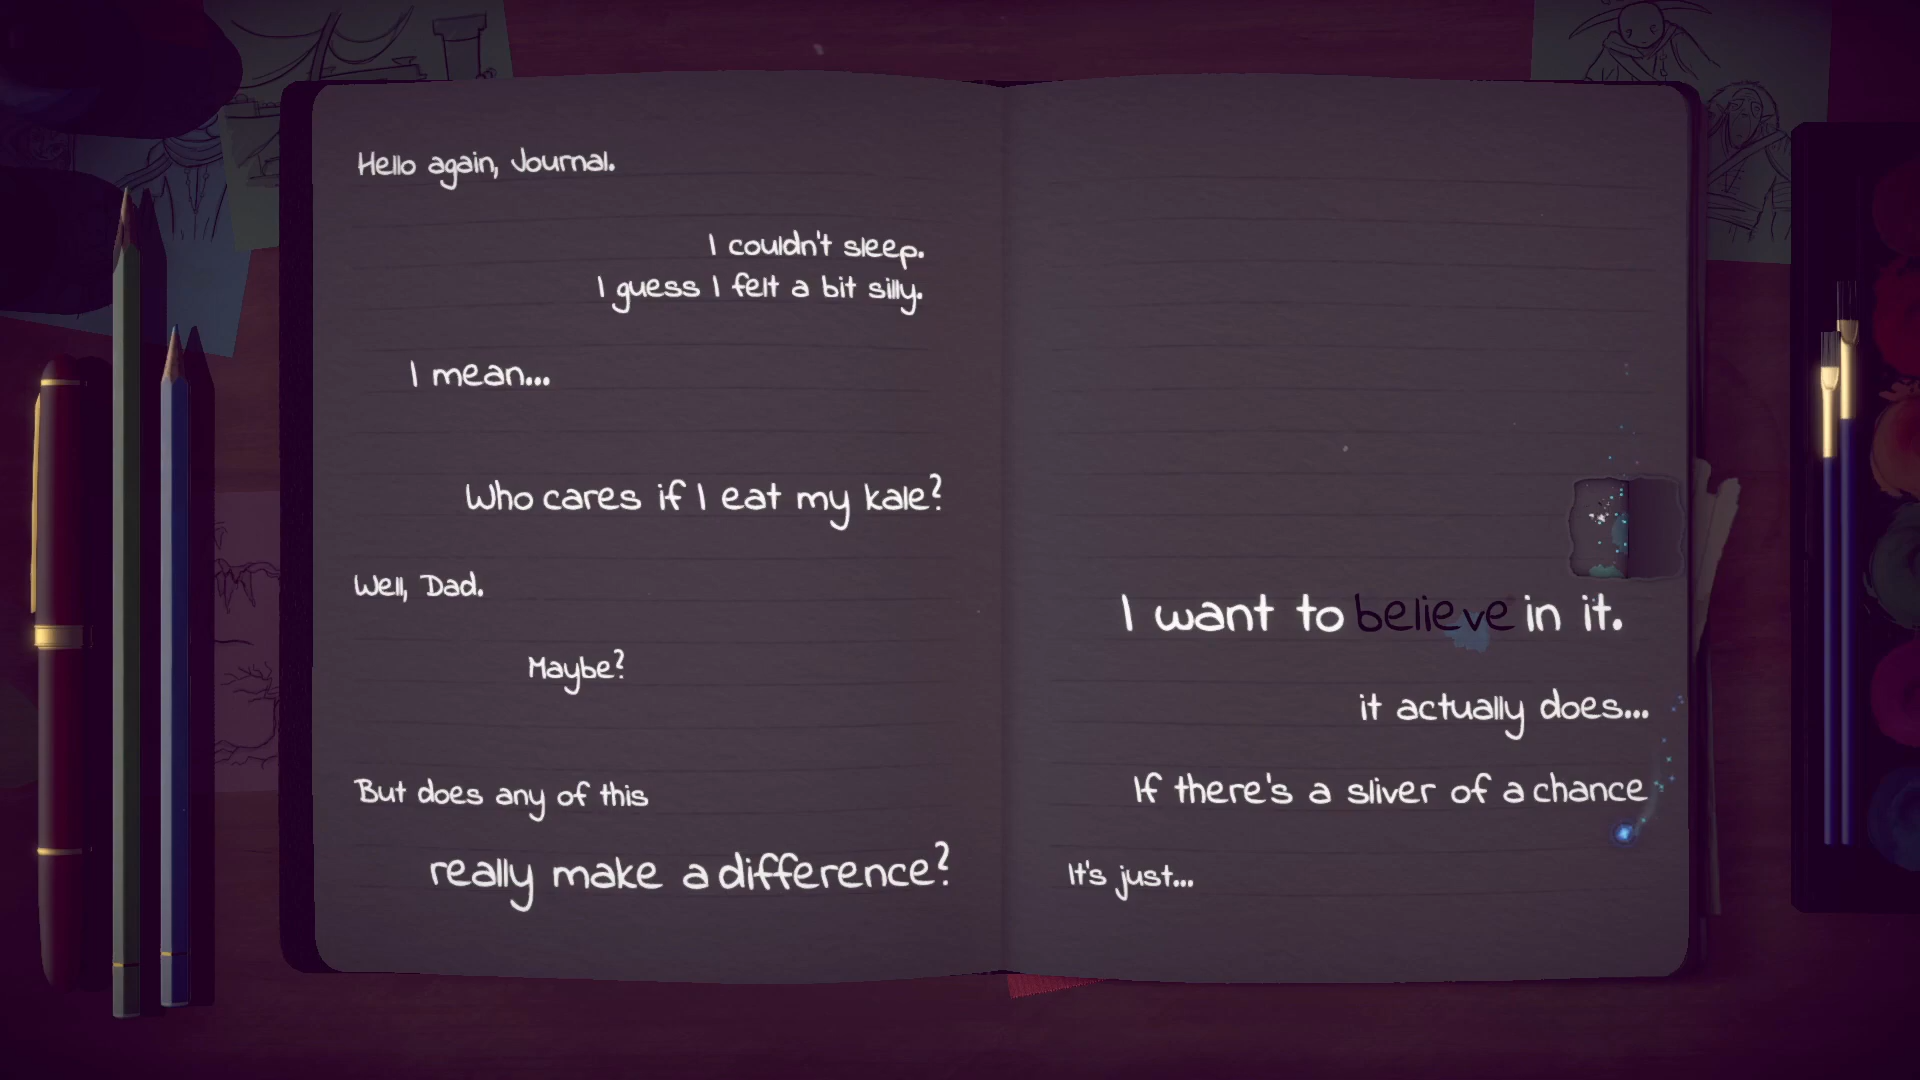 Hello again, Journal.
I couldn't sleep.
I guess I felt a bit silly.
I mean...
Who cares if I eat my kale?
Well, Dad.
Maybe?
But does any of this
really make a difference?
I want to believe in it.
it actually does...
If there's a sliver of a chance
It's just...